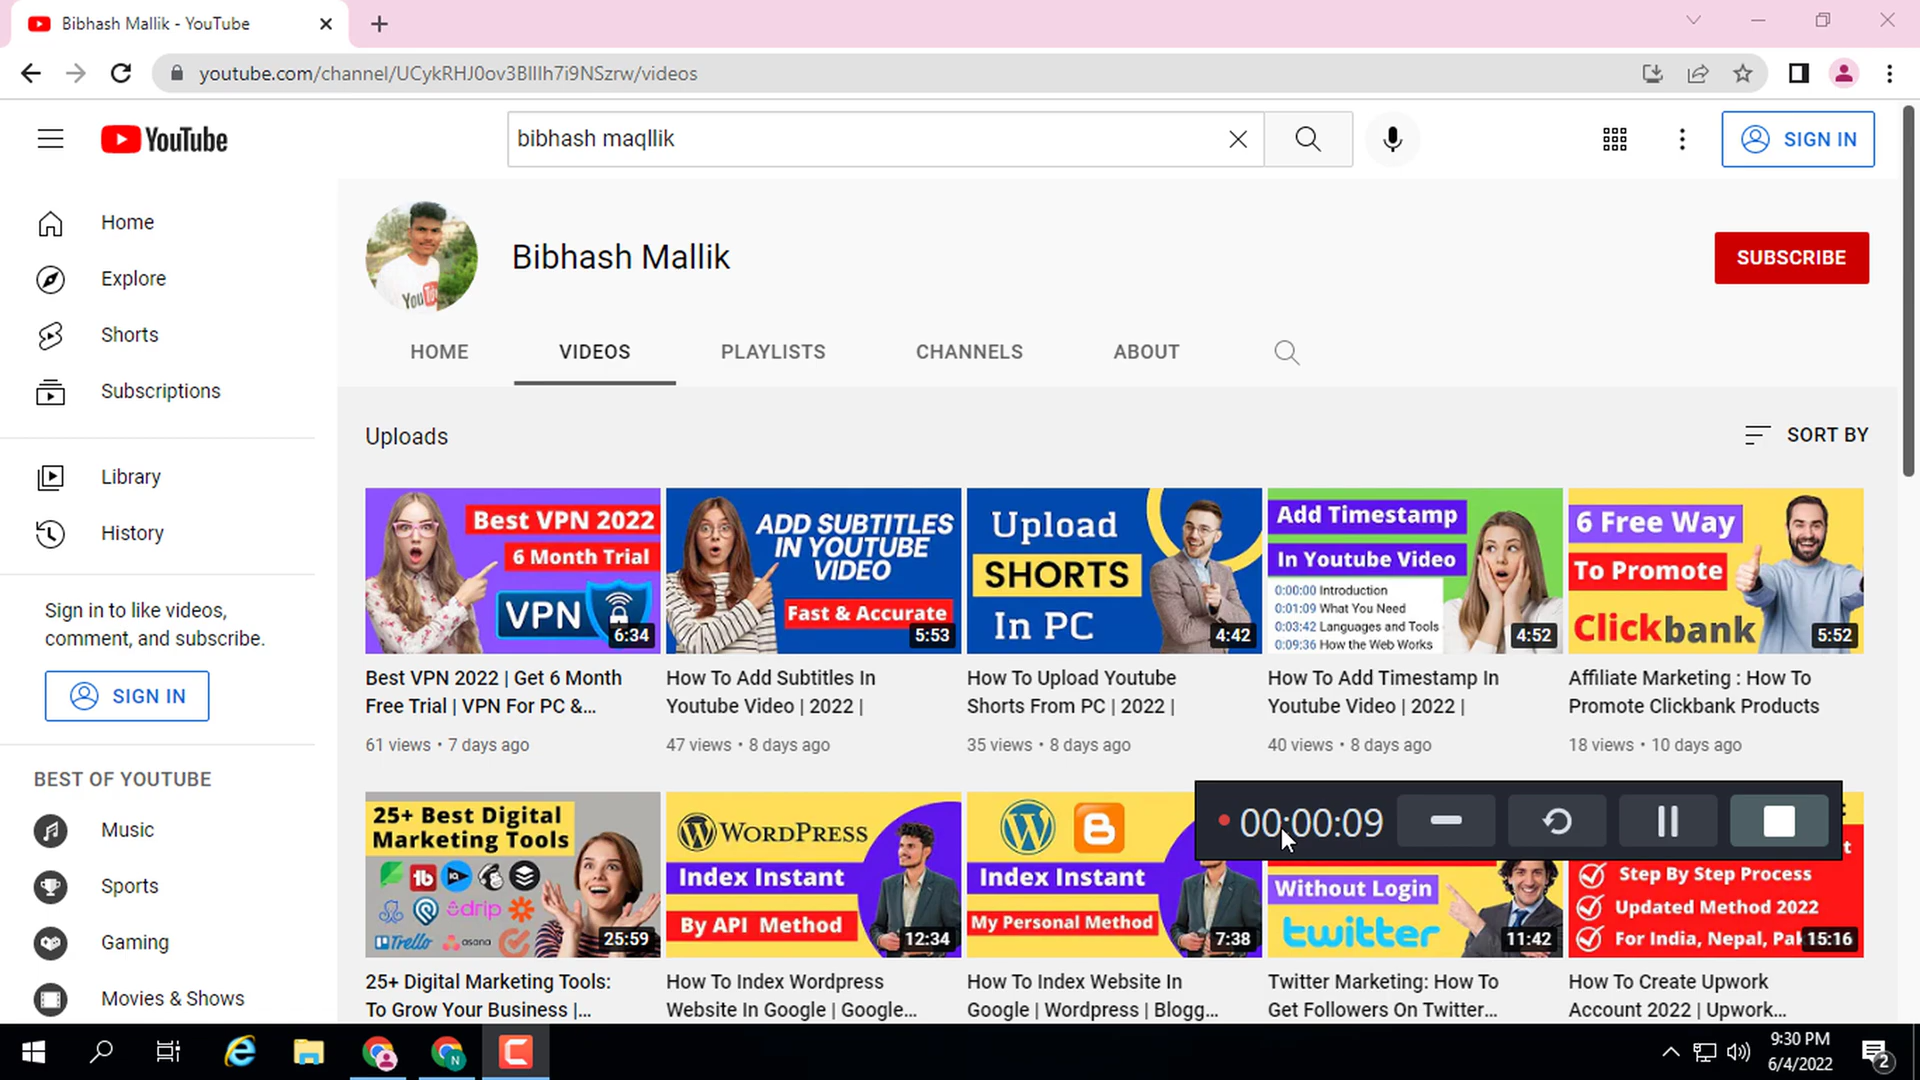 Bibhash Mallik - YouTube
youtube.com/channel/UCykRHJ0ov3BIIIh7i9NSzrw/videos
YouTube
bibhash maqllik
SIGN IN
Home
Explore
Shorts
Subscriptions
Library
History
Sign in to like videos,
comment, and subscribe.
SIGN IN
BEST OF YOUTUBE
Music
Sports
Gaming
Movies & Shows
Bibhash Mallik
SUBSCRIBE
HOME
VIDEOS
PLAYLISTS
CHANNELS
ABOUT
Uploads
SORT BY
Best VPN 2022
6 Month Trial
VPN
6:34
Best VPN 2022 | Get 6 Month
Free Trial | VPN For PC &...
61 views • 7 days ago
ADD SUBTITLES
IN YOUTUBE
VIDEO
Fast & Accurate
5:53
How To Add Subtitles In
Youtube Video | 2022 |
47 views • 8 days ago
Upload
SHORTS
In PC
4:42
How To Upload Youtube
Shorts From PC | 2022 |
35 views • 8 days ago
Add Timestamp
In Youtube Video
0:00:00 Introduction
0:01:09 What You Need
0:03:42 Languages and Tools
0:09:36 How the Web Works
4:52
How To Add Timestamp In
Youtube Video | 2022 |
40 views • 8 days ago
6 Free Way
To Promote
Clickbank
5:52
Affiliate Marketing : How To
Promote Clickbank Products
18 views • 10 days ago
25+ Best Digital
Marketing Tools
drip
Trello
asana
25:59
25+ Digital Marketing Tools:
To Grow Your Business |...
WORDPRESS
Index Instant
By API Method
12:34
How To Index Wordpress
Website In Google | Google...
Index Instant
My Personal Method
7:38
How To Index Website In
Google | Wordpress | Blogg...
00:00:09
Without Login
twitter
11:42
Twitter Marketing: How To
Get Followers On Twitter...
Step By Step Process
Updated Method 2022
For India, Nepal, Pak
15:16
How To Create Upwork
Account 2022 | Upwork...
9:30 PM
6/4/2022
2